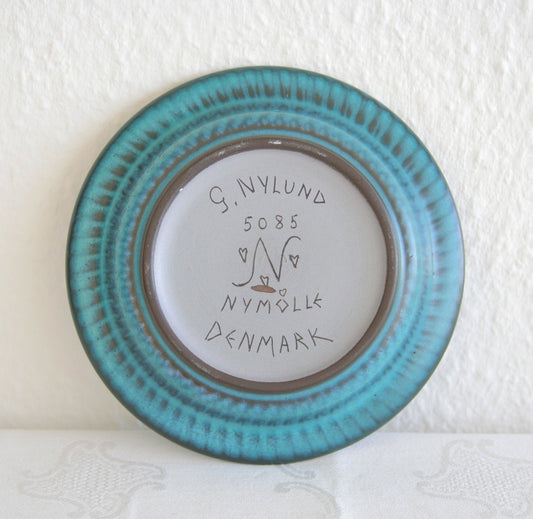 G. NYLUND
5085
N
NYMÖLLE
DENMARK